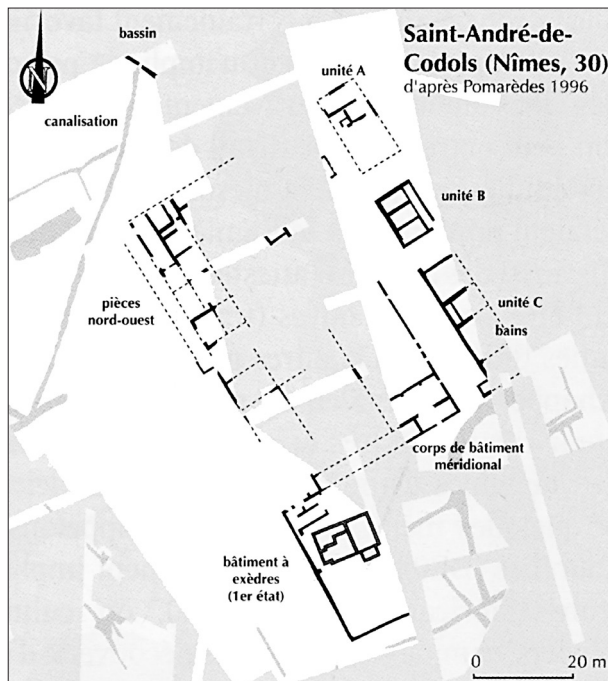 Saint-André-de-
Codols (Nîmes, 30)
d'après Pomarèdes 1996
N
bassin
canalisation
unité A
unité B
unité C
bains
pièces
nord-ouest
corps de bâtiment
méridional
bâtiment à
exèdres
(1er état)
0 20 m